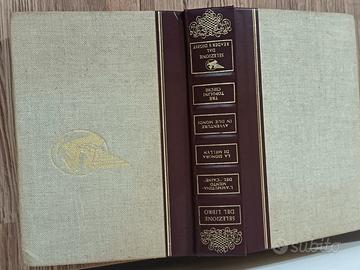 SELEZIONE
DEL LIBRO
L'AMMUTINA-
MENTO
DEL "CAINE"
LA SIGNORA
DI MELLYN
AVVENTURE
IN DUE MONDI
TRE
TOPOLINI
CIECHI
SELEZIONE
DAL
READER'S DIGEST
subito